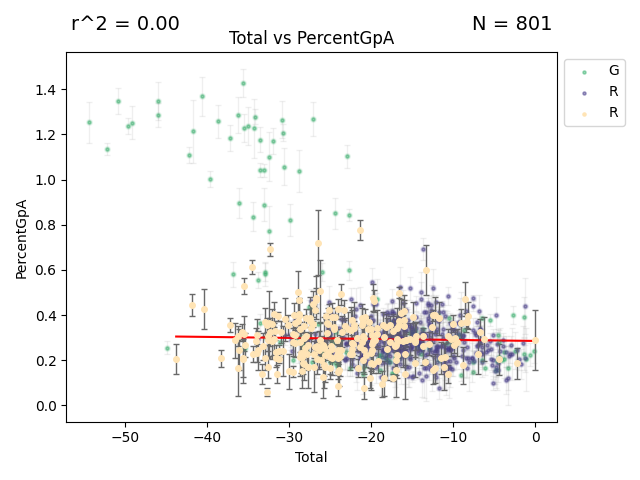 r^2 = 0.00
N = 801
Total vs PercentGpA
G
R
R
PercentGpA
1.4
1.2
1.0
0.8
0.6
0.4
0.2
0.0
−50
−40
−30
−20
−10
0
Total